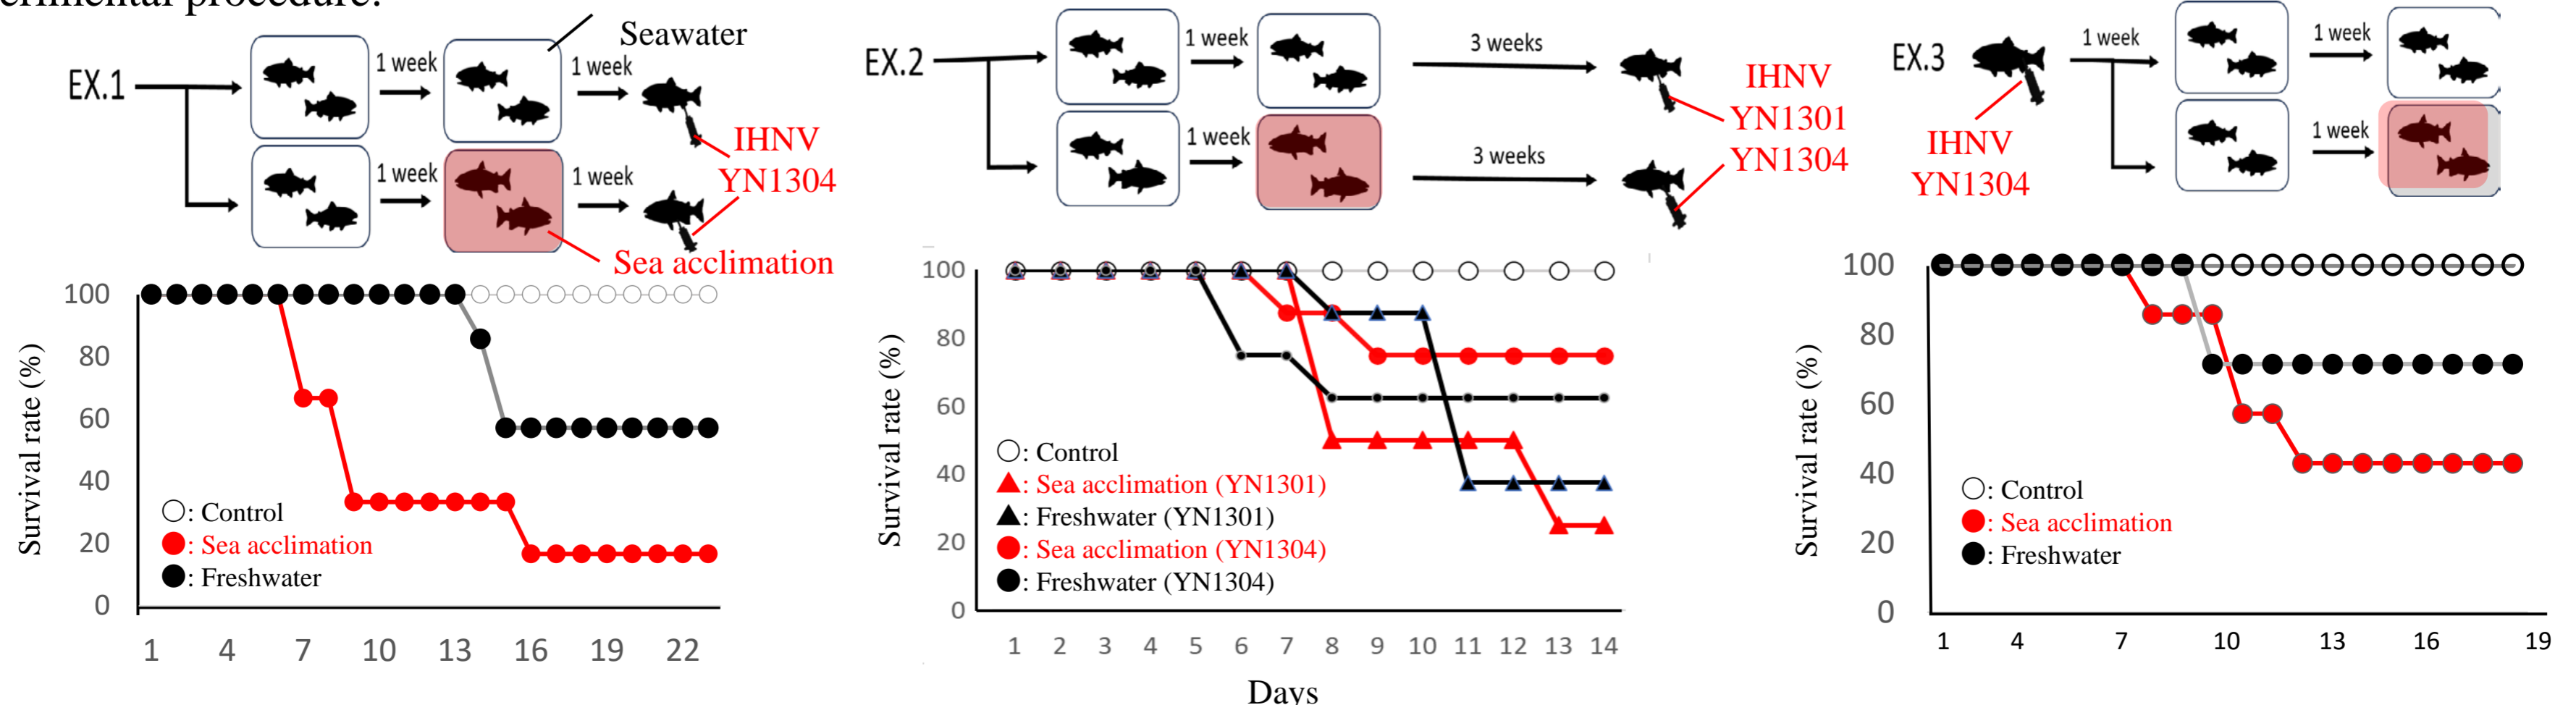 erimental procedure.
Seawater
EX.1
1 week
1 week
1 week
1 week
IHNV
YN1304
Sea acclimation
Survival rate (%)
100
80
60
40
20
0
○: Control
●: Sea acclimation
●: Freshwater
1 4 7 10 13 16 19 22
EX.2
1 week
3 weeks
1 week
3 weeks
IHNV
YN1301
YN1304
Survival rate (%)
100
80
60
40
20
0
○: Control
▲: Sea acclimation (YN1301)
▲: Freshwater (YN1301)
●: Sea acclimation (YN1304)
●: Freshwater (YN1304)
1 2 3 4 5 6 7 8 9 10 11 12 13 14
Days
EX.3
1 week
1 week
1 week
IHNV
YN1304
Survival rate (%)
100
80
60
40
20
0
○: Control
●: Sea acclimation
●: Freshwater
1 4 7 10 13 16 19